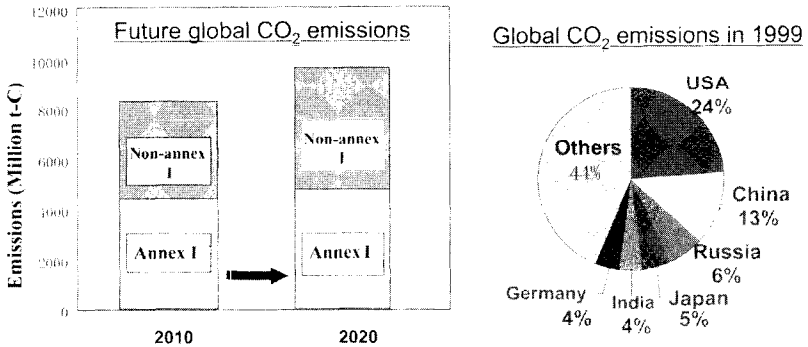 Future global CO₂ emissions
Emissions (Million t-C)
12000
10000
8000
6000
4000
2000
0
Non-annex
I
Annex I
Non-annex
I
Annex I
2010
2020
Global CO₂ emissions in 1999
USA
24%
China
13%
Russia
6%
Japan
5%
India
4%
Germany
4%
Others
44%